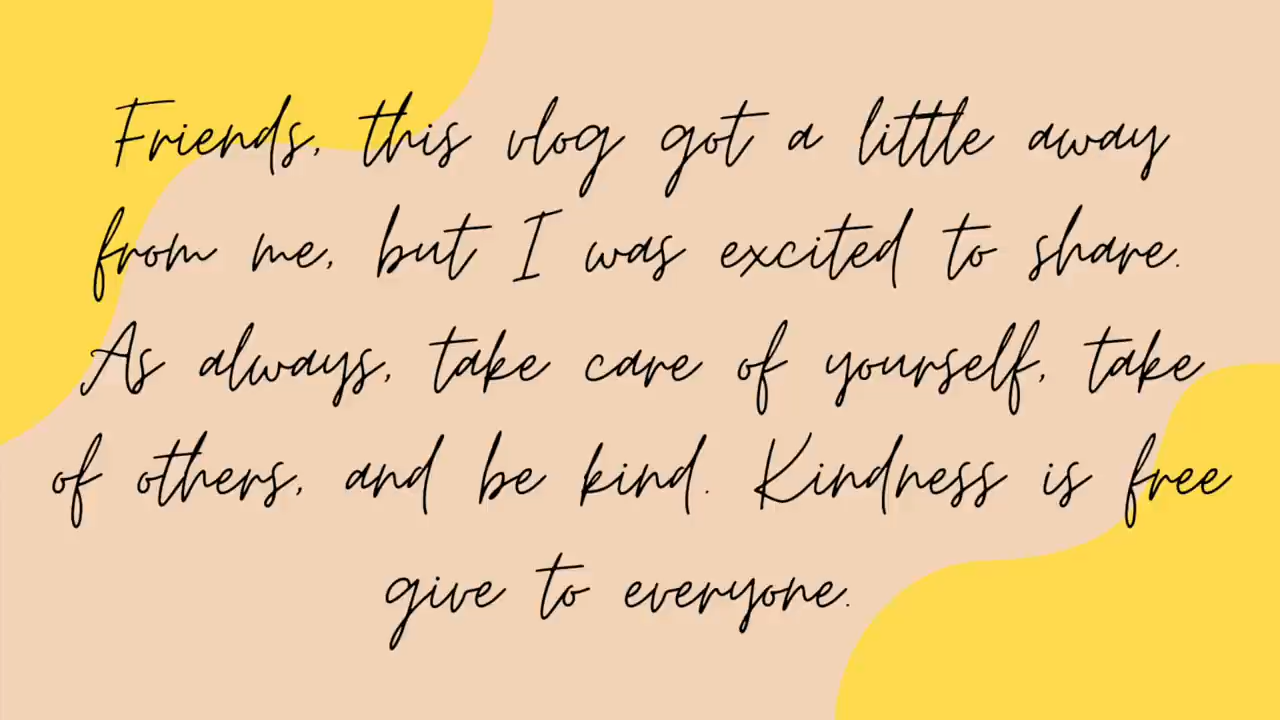 Friends, this vlog got a little away
from me, but I was excited to share.
As always, take care of yourself, take
of others, and be kind. Kindness is free
give to everyone.